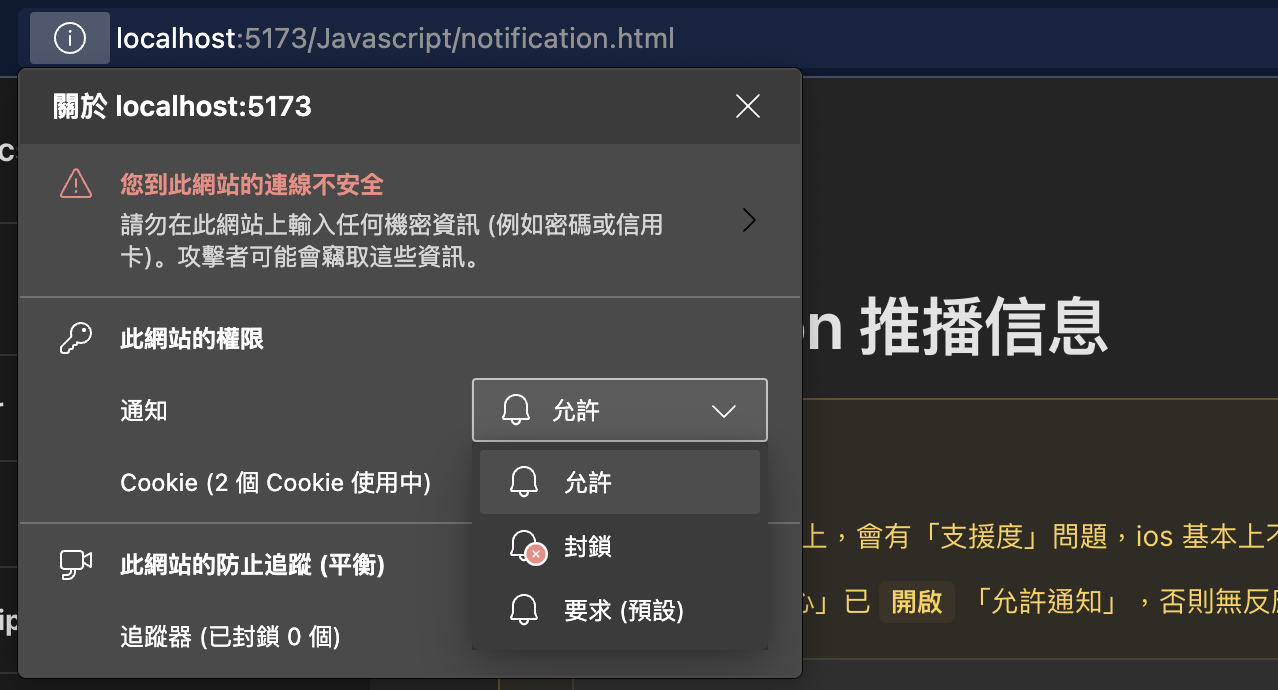 localhost:5173/Javascript/notification.html
關於 localhost:5173
您到此網站的連線不安全
請勿在此網站上輸入任何機密資訊 (例如密碼或信用
卡)。攻擊者可能會竊取這些資訊。
此網站的權限
通知
允許
Cookie (2 個 Cookie 使用中)
允許
封鎖
要求 (預設)
此網站的防止追蹤 (平衡)
追蹤器 (已封鎖 0 個)
on 推播信息
上，會有「支援度」問題，ios 基本上不
」已 開啟 「允許通知」，否則無反